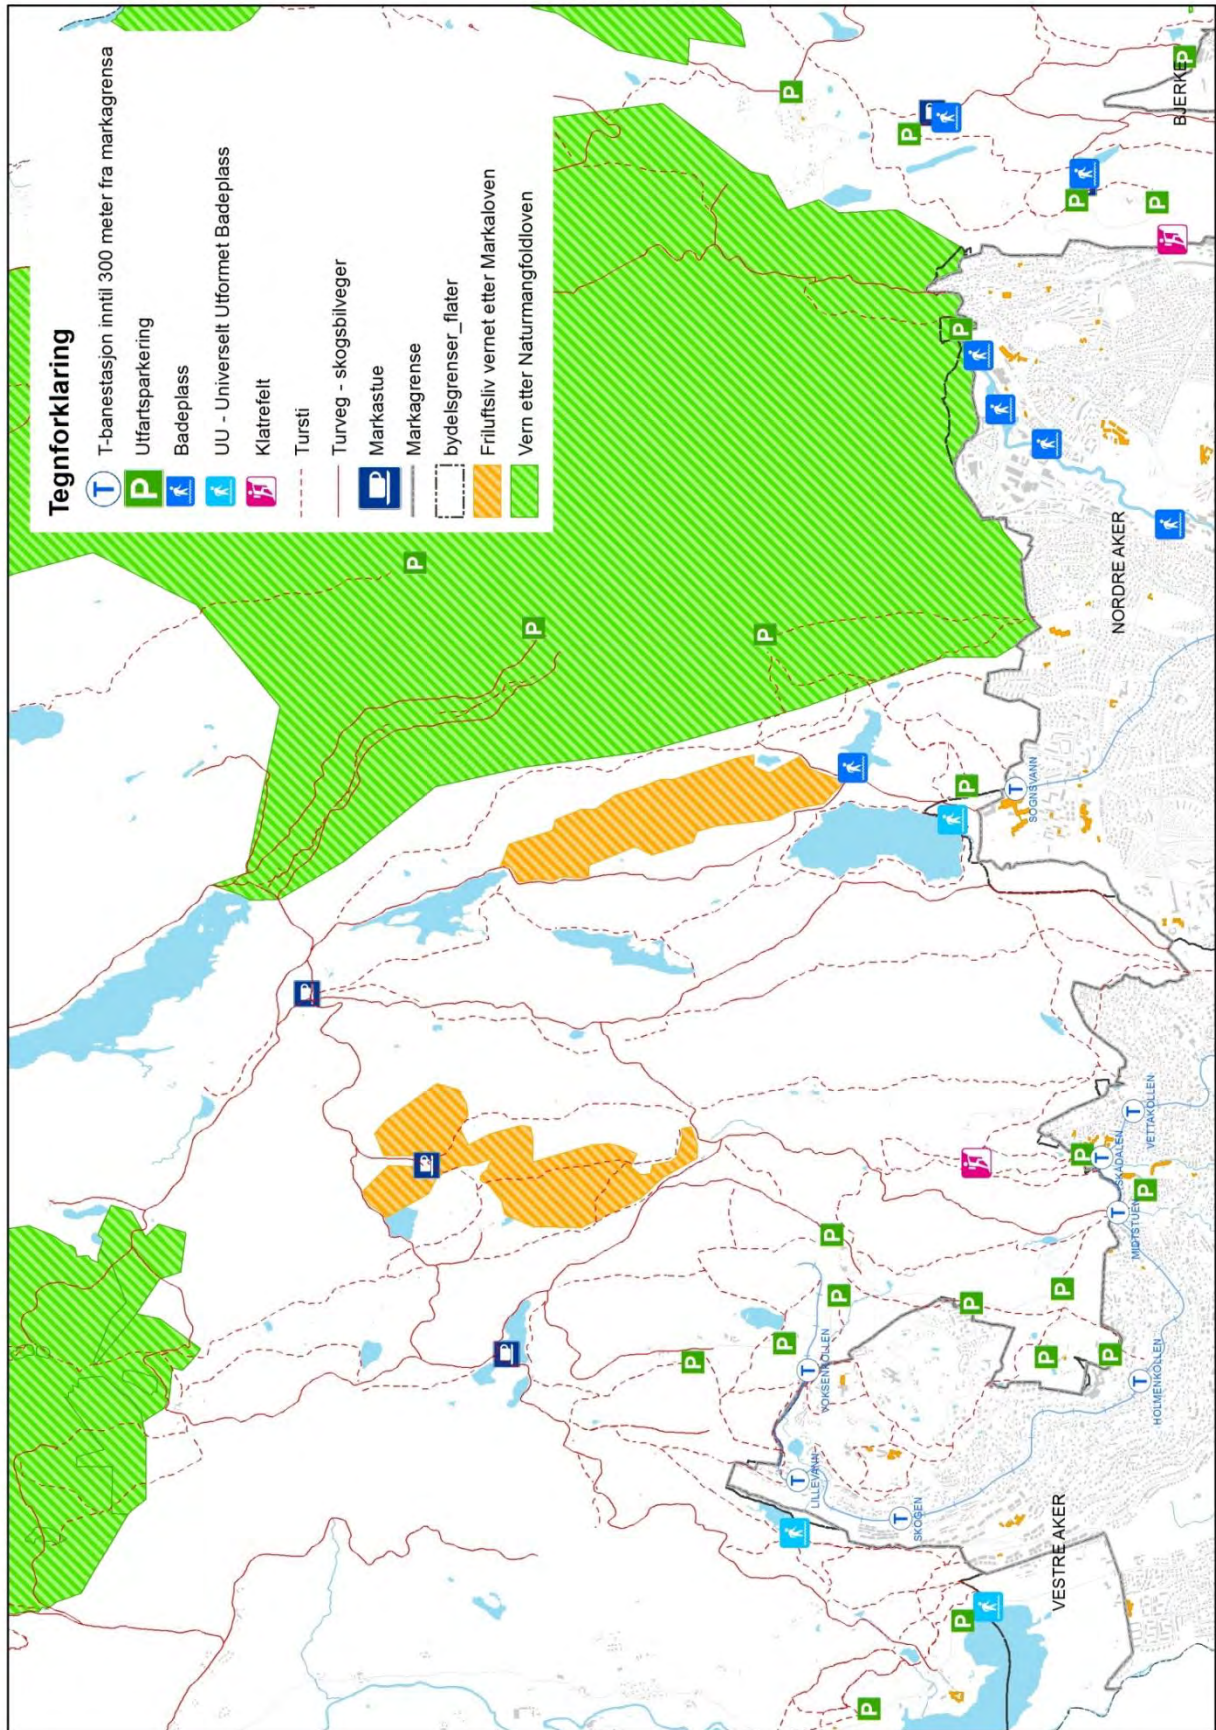 Tegnforklaring
T T-banestasjon inntil 300 meter fra markagrensa
P Utfartsparkering
Badeplass
UU - Universelt Utformet Badeplass
Klatrefelt
Tursti
Turveg - skogsbilveger
Markastue
Markagrense
bydelsgrenser_flater
Friluftsliv vernet etter Markaloven
Vern etter Naturmangfoldloven
LILLEVANN
VOKSENKOLLEN
SKOGEN
SOGNSVANN
VESTRE AKER
HOLMENKOLLEN
MIDTSTUEN
SKÅDALEN
VETTAKOLLEN
NORDRE AKER
BJERKE